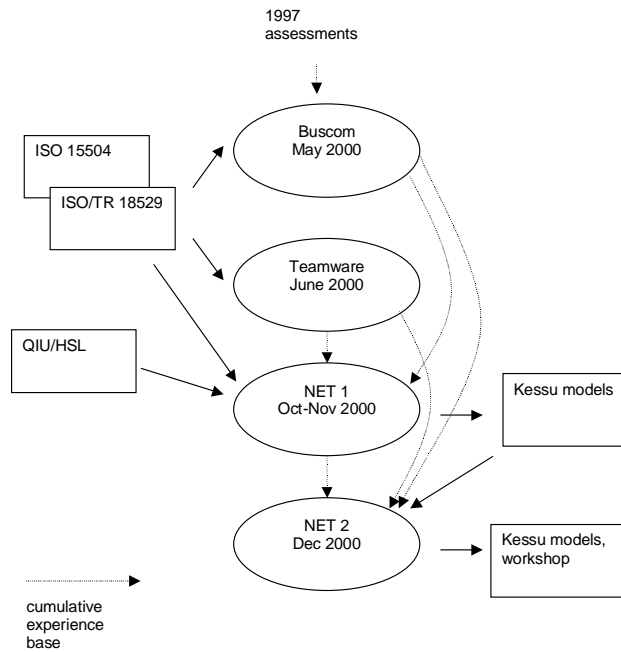 1997
assessments
Buscom
May 2000
ISO 15504
ISO/TR 18529
Teamware
June 2000
QIU/HSL
NET 1
Oct-Nov 2000
Kessu models
NET 2
Dec 2000
Kessu models,
workshop
cumulative
experience
base